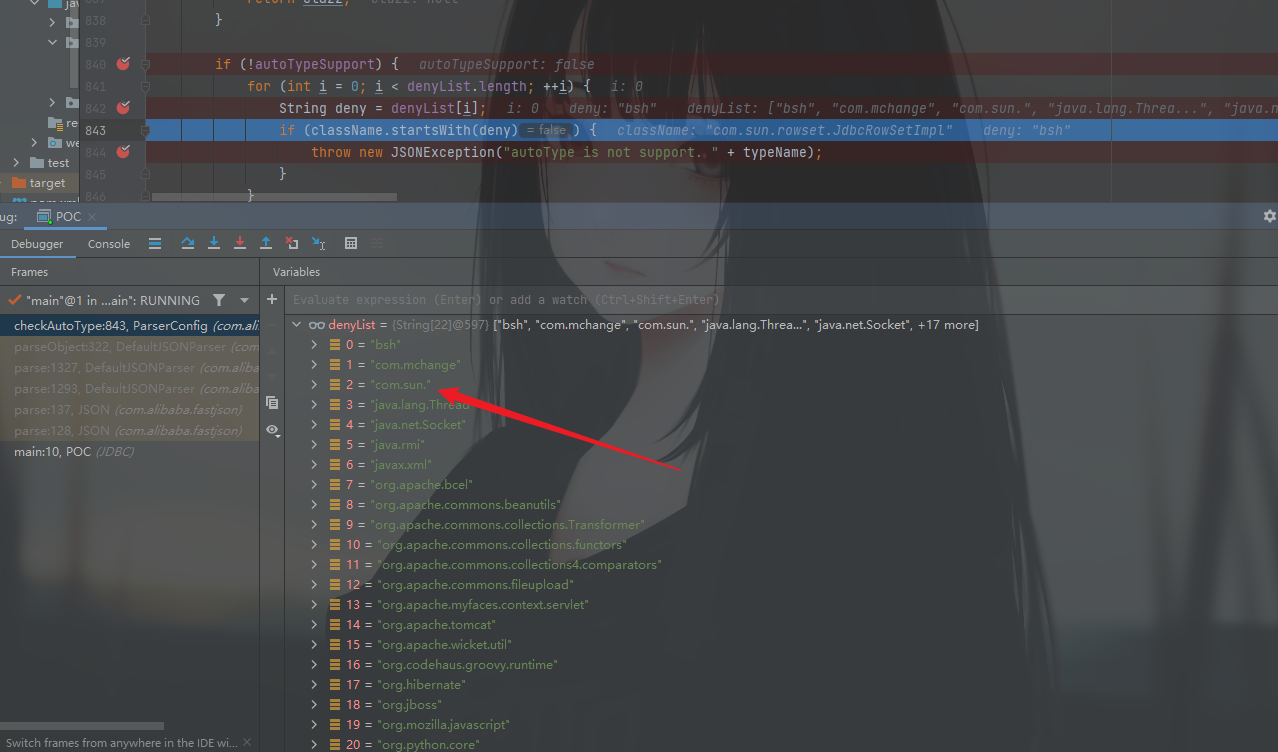 jav
838 }
839
840 if (!autoTypeSupport) { autoTypeSupport: false
841 for (int i = 0; i < denyList.length; ++i) { i: 0
842 String deny = denyList[i]; i: 0 deny: "bsh" denyList: ["bsh", "com.mchange", "com.sun.", "java.lang.Threa...", "java.n
843 if (className.startsWith(deny) = false ) { className: "com.sun.rowset.JdbcRowSetImpl" deny: "bsh"
844 throw new JSONException("autoType is not support. " + typeName);
845 }
846 }
re
we
test
target
ug: POC
Debugger Console
Frames Variables
"main"@1 in ...ain": RUNNING
Evaluate expression (Enter) or add a watch (Ctrl+Shift+Enter)
checkAutoType:843, ParserConfig (com.ali
parseObject:322, DefaultJSONParser (com
parse:1327, DefaultJSONParser (com.aliba
parse:1293, DefaultJSONParser (com.aliba
parse:137, JSON (com.alibaba.fastjson)
parse:128, JSON (com.alibaba.fastjson)
main:10, POC (JDBC)
denyList = {String[22]@597} ["bsh", "com.mchange", "com.sun.", "java.lang.Threa...", "java.net.Socket", +17 more]
0 = "bsh"
1 = "com.mchange"
2 = "com.sun."
3 = "java.lang.Thread"
4 = "java.net.Socket"
5 = "java.rmi"
6 = "javax.xml"
7 = "org.apache.bcel"
8 = "org.apache.commons.beanutils"
9 = "org.apache.commons.collections.Transformer"
10 = "org.apache.commons.collections.functors"
11 = "org.apache.commons.collections4.comparators"
12 = "org.apache.commons.fileupload"
13 = "org.apache.myfaces.context.servlet"
14 = "org.apache.tomcat"
15 = "org.apache.wicket.util"
16 = "org.codehaus.groovy.runtime"
17 = "org.hibernate"
18 = "org.jboss"
19 = "org.mozilla.javascript"
20 = "org.python.core"
Switch frames from anywhere in the IDE wi...